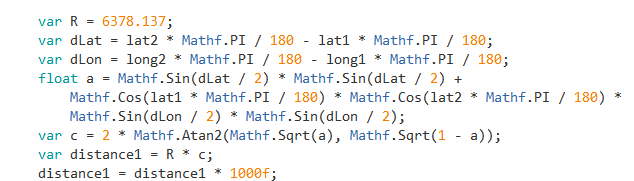 var R = 6378.137;
var dLat = lat2 * Mathf.PI / 180 - lat1 * Mathf.PI / 180;
var dLon = long2 * Mathf.PI / 180 - long1 * Mathf.PI / 180;
float a = Mathf.Sin(dLat / 2) * Mathf.Sin(dLat / 2) +
    Mathf.Cos(lat1 * Mathf.PI / 180) * Mathf.Cos(lat2 * Mathf.PI / 180) *
    Mathf.Sin(dLon / 2) * Mathf.Sin(dLon / 2);
var c = 2 * Mathf.Atan2(Mathf.Sqrt(a), Mathf.Sqrt(1 - a));
var distance1 = R * c;
distance1 = distance1 * 1000f;